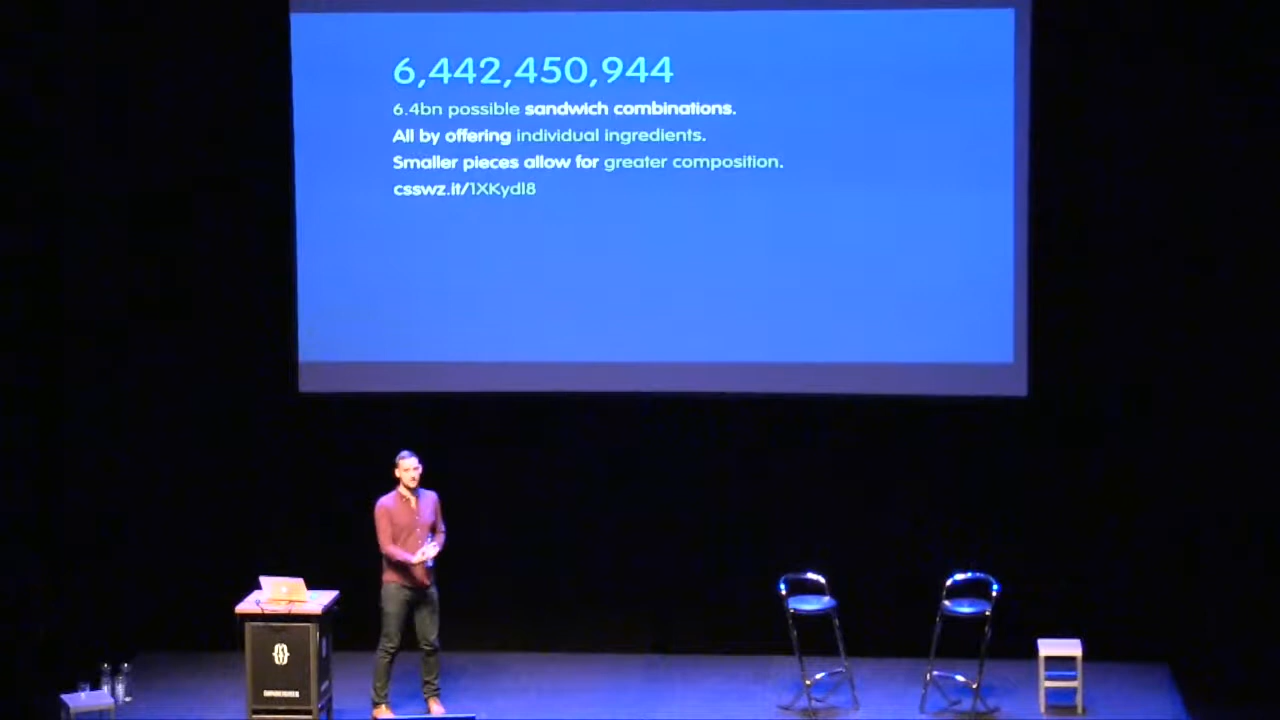 6,442,450,944
6.4bn possible sandwich combinations.
All by offering individual ingredients.
Smaller pieces allow for greater composition.
csswz.it/1XKydI8